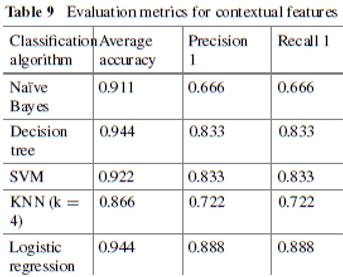 Table 9 Evaluation metrics for contextual features
Classification Average Precision Recall 1
algorithm accuracy 1
Naïve 0.911 0.666 0.666
Bayes
Decision 0.944 0.833 0.833
tree
SVM 0.922 0.833 0.833
KNN (k = 0.866 0.722 0.722
4)
Logistic 0.944 0.888 0.888
regression